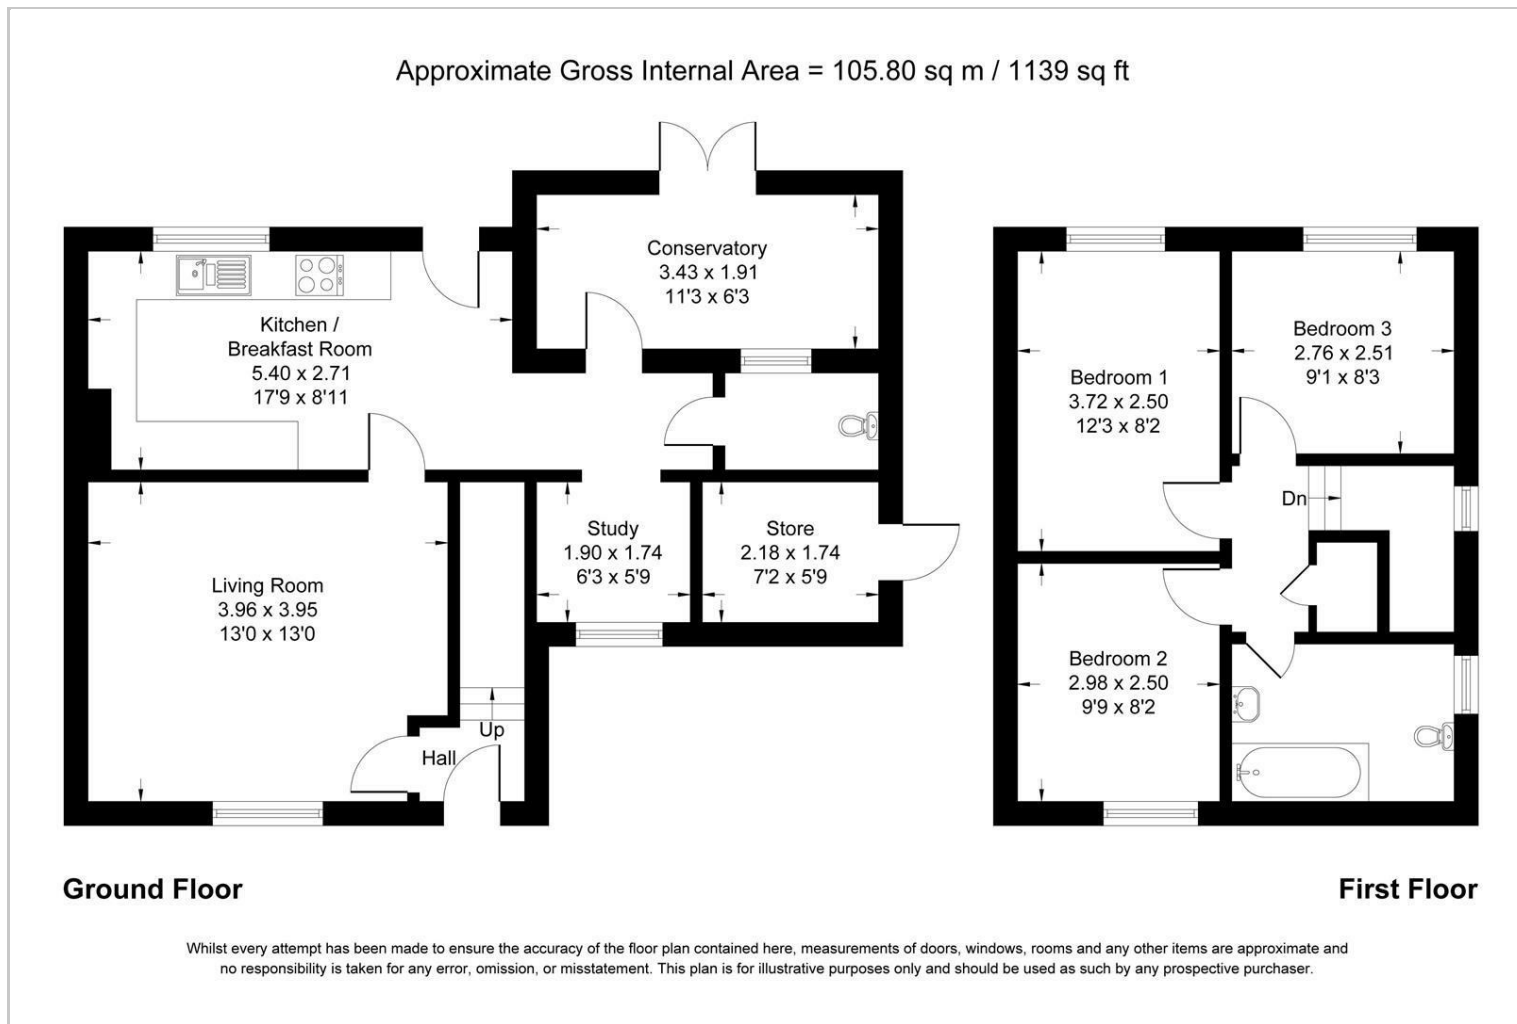 Approximate Gross Internal Area = 105.80 sq m / 1139 sq ft
Conservatory
3.43 x 1.91
11'3 x 6'3
Kitchen /
Breakfast Room
5.40 x 2.71
17'9 x 8'11
Study
1.90 x 1.74
6'3 x 5'9
Store
2.18 x 1.74
7'2 x 5'9
Living Room
3.96 x 3.95
13'0 x 13'0
Up
Hall
Bedroom 1
3.72 x 2.50
12'3 x 8'2
Bedroom 3
2.76 x 2.51
9'1 x 8'3
Dn
Bedroom 2
2.98 x 2.50
9'9 x 8'2
Ground Floor
First Floor
Whilst every attempt has been made to ensure the accuracy of the floor plan contained here, measurements of doors, windows, rooms and any other items are approximate and
no responsibility is taken for any error, omission, or misstatement. This plan is for illustrative purposes only and should be used as such by any prospective purchaser.